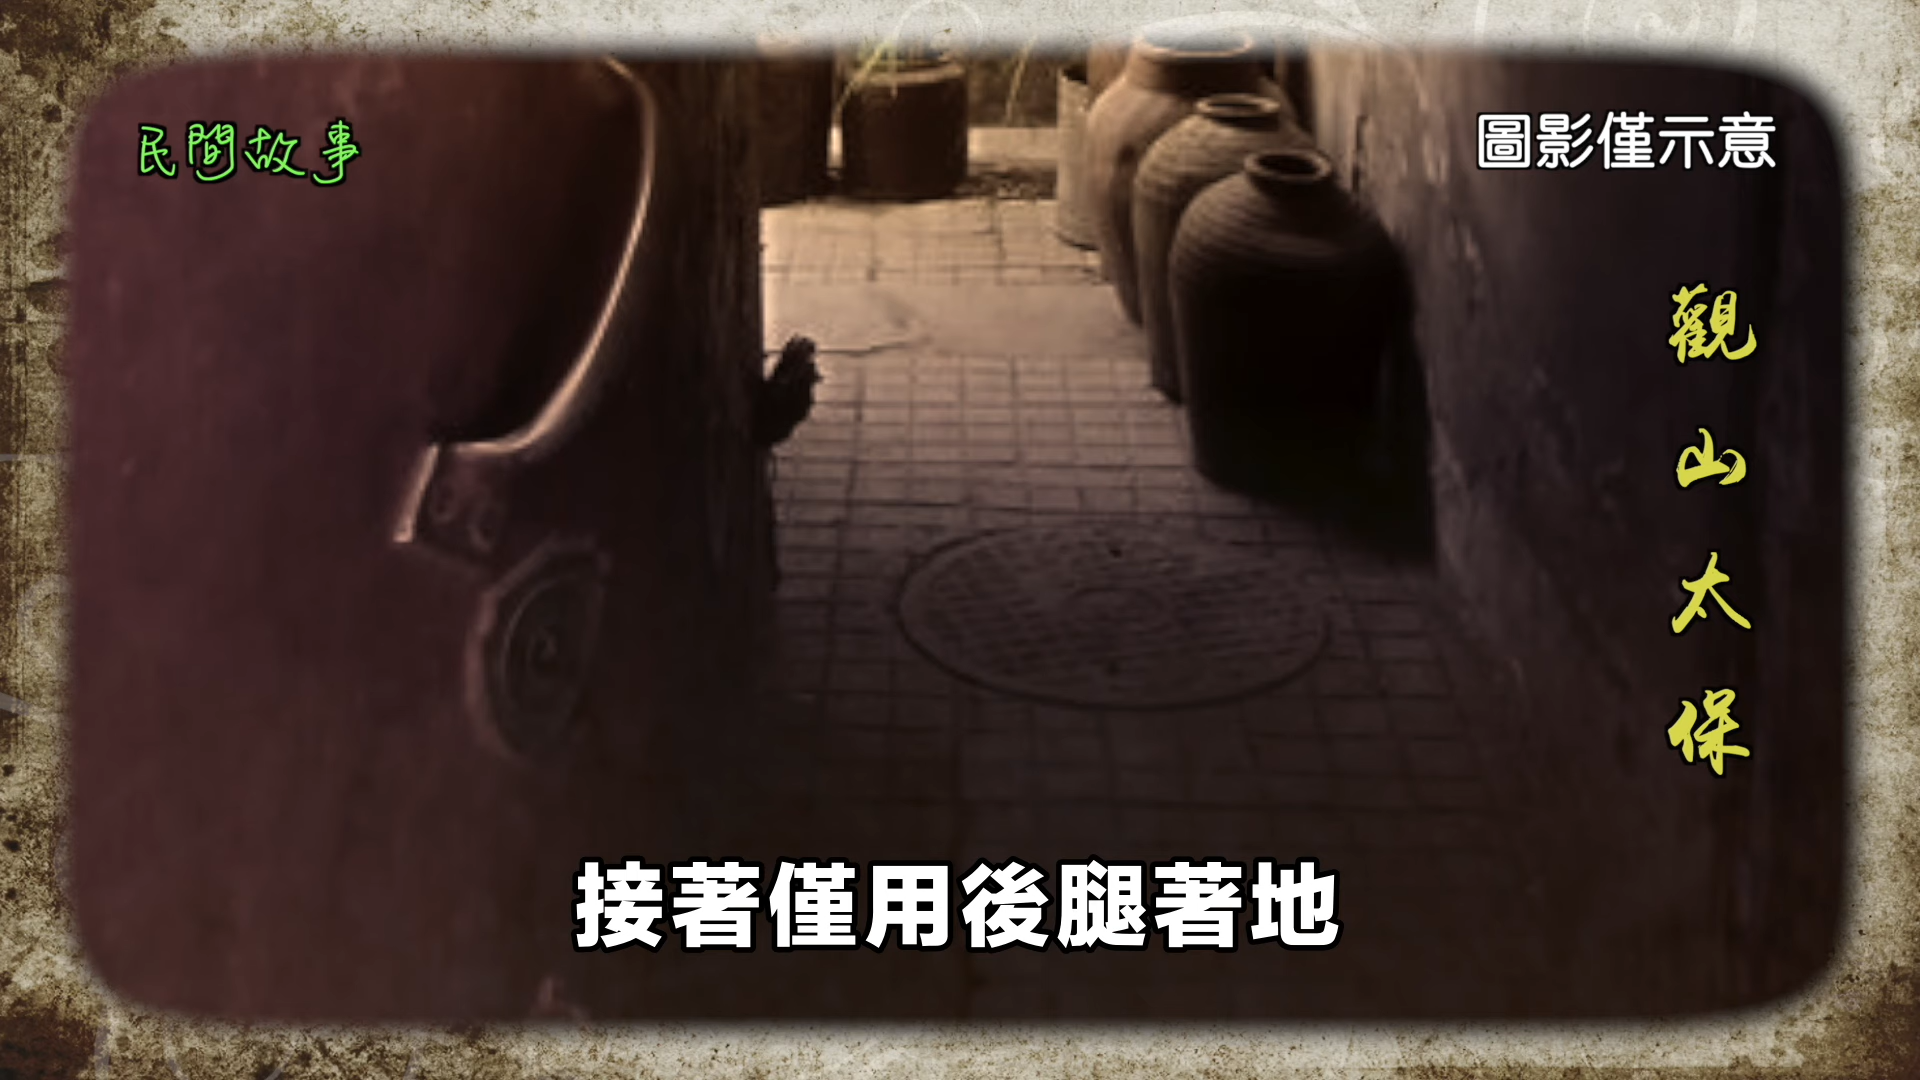 民間故事
圖影僅示意
觀山太保
接著僅用後腿著地